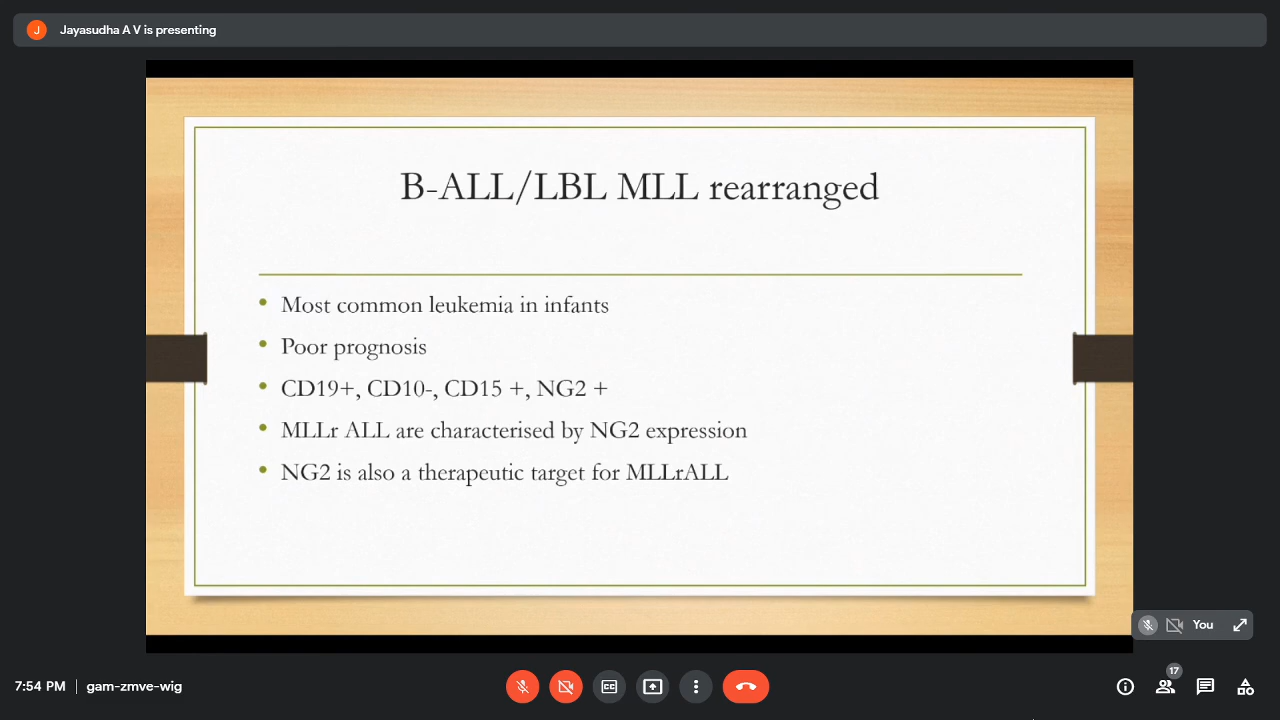 J
Jayasudha A V is presenting
B-ALL/LBL MLL rearranged
• Most common leukemia in infants
• Poor prognosis
• CD19+, CD10-, CD15 +, NG2 +
• MLLr ALL are characterised by NG2 expression
• NG2 is also a therapeutic target for MLLrALL
You
7:54 PM | gam-zmve-wig
CC
17